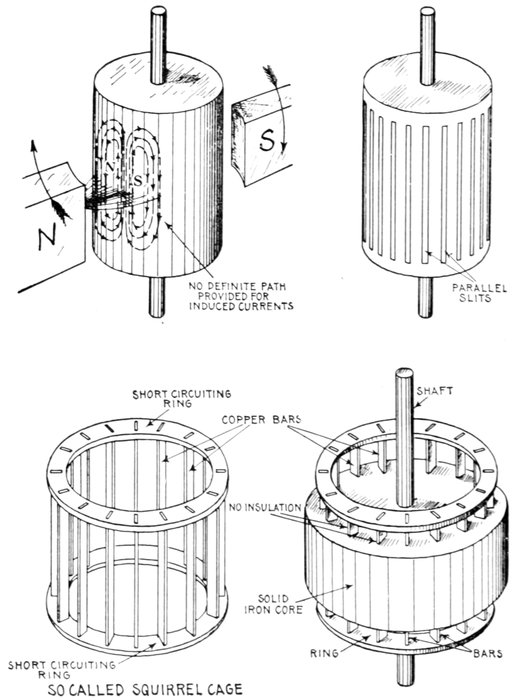 N
S
N
S
NO DEFINITE PATH
PROVIDED FOR
INDUCED CURRENTS
PARALLEL
SLITS
SHORT CIRCUITING
RING
COPPER BARS
SHAFT
NO INSULATION
SOLID
IRON CORE
RING
BARS
SHORT CIRCUITING
RING
SO CALLED SQUIRREL CAGE